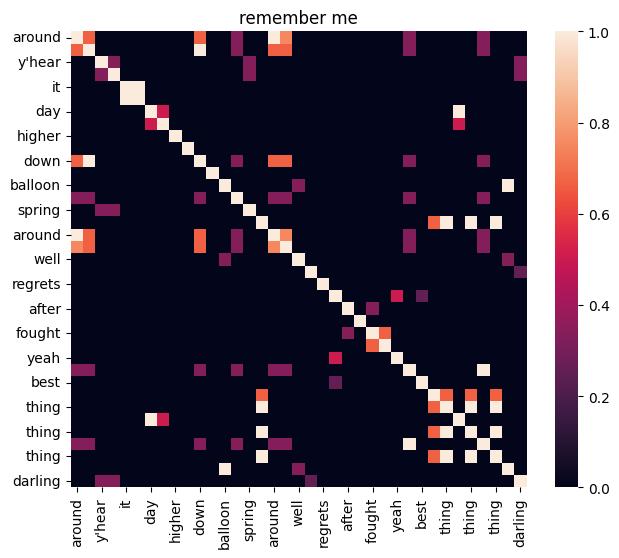 remember me
around
y'hear
it
day
higher
down
balloon
spring
around
well
regrets
after
fought
yeah
best
thing
thing
thing
darling
1.0
0.8
0.6
0.4
0.2
0.0
around
y'hear
it
day
higher
down
balloon
spring
around
well
regrets
after
fought
yeah
best
thing
thing
thing
darling